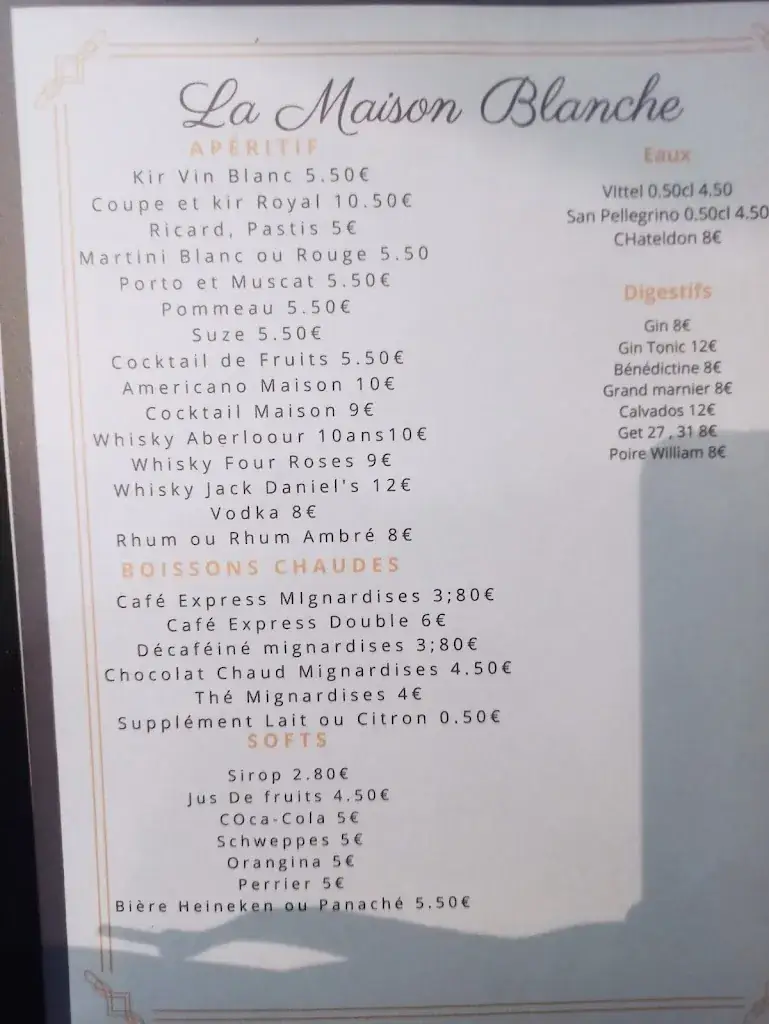 La Maison Blanche
APÉRITIF
Kir Vin Blanc 5.50€
Coupe et kir Royal 10.50€
Ricard, Pastis 5€
Martini Blanc ou Rouge 5.50
Porto et Muscat 5.50€
Pommeau 5.50€
Suze 5.50€
Cocktail de Fruits 5.50€
Americano Maison 10€
Cocktail Maison 9€
Whisky Aberloour 10ans10€
Whisky Four Roses 9€
Whisky Jack Daniel's 12€
Vodka 8€
Rhum ou Rhum Ambré 8€
BOISSONS CHAUDES
Café Express MIgnardises 3;80€
Café Express Double 6€
Décaféiné mignardises 3;80€
Chocolat Chaud Mignardises 4.50€
Thé Mignardises 4€
Supplément Lait ou Citron 0.50€
SOFTS
Sirop 2.80€
Jus De fruits 4.50€
COca-Cola 5€
Schweppes 5€
Orangina 5€
Perrier 5€
Bière Heineken ou Panaché 5.50€
Eaux
VIttel 0.50cl 4.50
San Pellegrino 0.50cl 4.50
CHateldon 8€
Digestifs
Gin 8€
Gin Tonic 12€
Bénédictine 8€
Grand marnier 8€
Calvados 12€
Get 27 , 31 8€
Poire William 8€